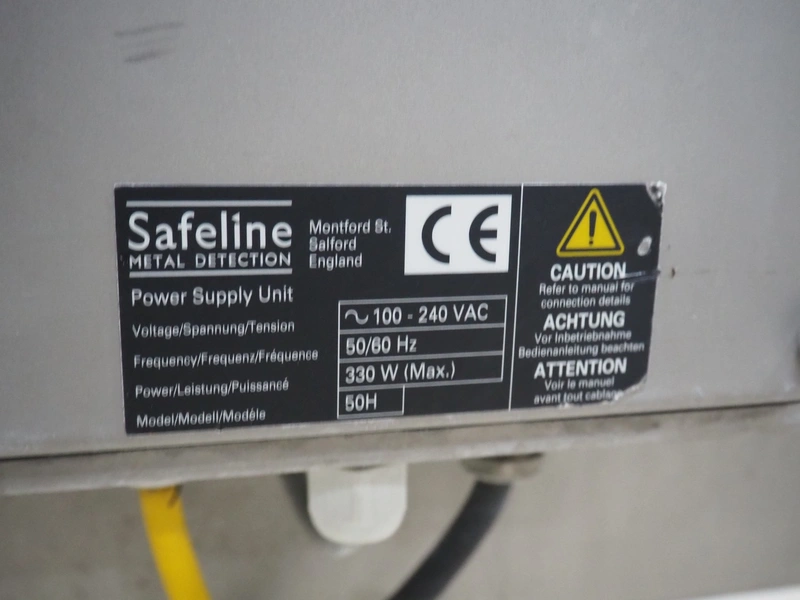 Safeline
METAL DETECTION
Montford St.
Salford
England
CE
Power Supply Unit
Voltage/Spannung/Tension ~ 100 - 240 VAC
Frequency/Frequenz/Fréquence 50/60 Hz
Power/Leistung/Puissancé 330 W (Max.)
Model/Modell/Modéle 50H
CAUTION
Refer to manual for
connection details
ACHTUNG
Vor Inbetriebnahme
Bedienanleitung beachten
ATTENTION
Voir le manuel
avant tout